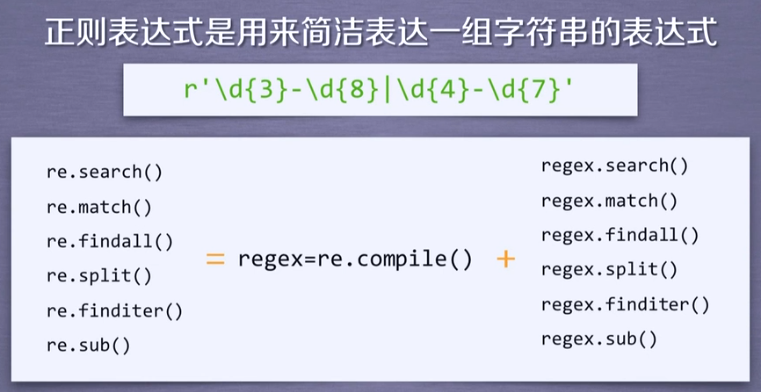 正则表达式是用来简洁表达一组字符串的表达式
r'\d{3}-\d{8}|\d{4}-\d{7}'
re.search()
re.match()
re.findall()
re.split()
re.finditer()
re.sub()
= regex=re.compile() +
regex.search()
regex.match()
regex.findall()
regex.split()
regex.finditer()
regex.sub()